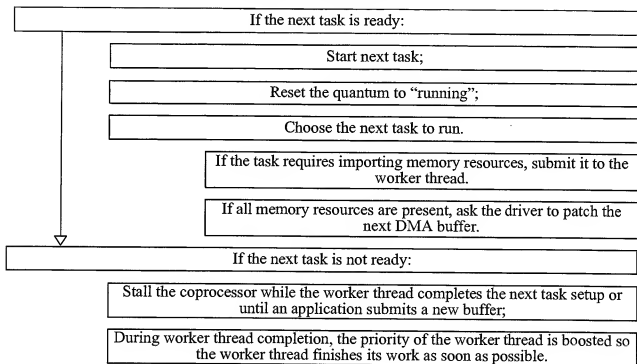 If the next task is ready:
Start next task;
Reset the quantum to “running”;
Choose the next task to run.
If the task requires importing memory resources, submit it to the
worker thread.
If all memory resources are present, ask the driver to patch the
next DMA buffer.
If the next task is not ready:
Stall the coprocessor while the worker thread completes the next task setup or
until an application submits a new buffer;
During worker thread completion, the priority of the worker thread is boosted so
the worker thread finishes its work as soon as possible.